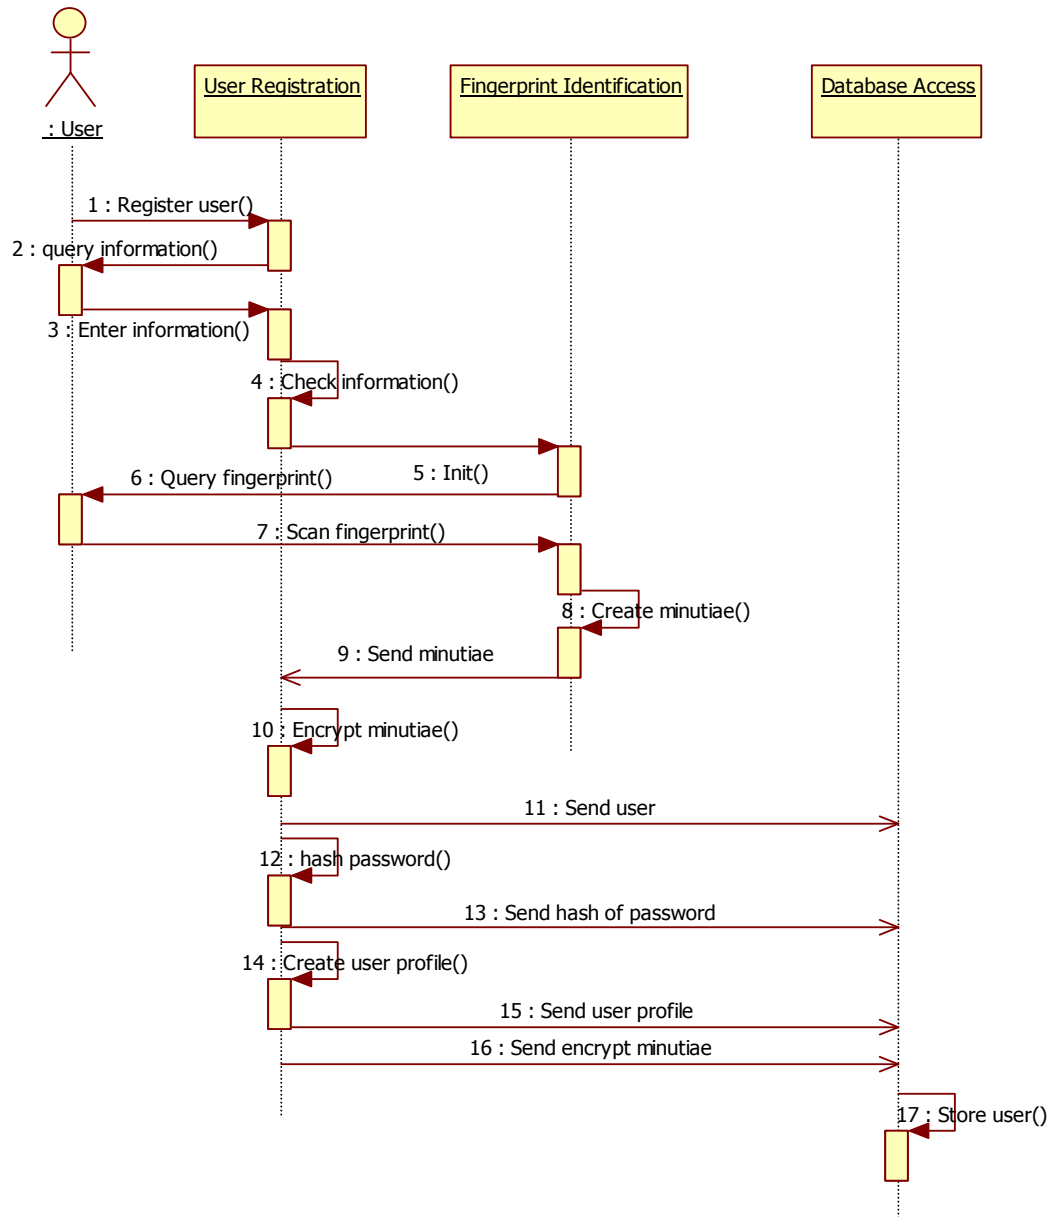 : User
User Registration
Fingerprint Identification
Database Access
1 : Register user()
2 : query information()
3 : Enter information()
4 : Check information()
5 : Init()
6 : Query fingerprint()
7 : Scan fingerprint()
8 : Create minutiae()
9 : Send minutiae
10 : Encrypt minutiae()
11 : Send user
12 : hash password()
13 : Send hash of password
14 : Create user profile()
15 : Send user profile
16 : Send encrypt minutiae
17 : Store user()